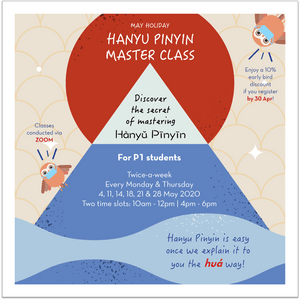 MAY HOLIDAY
HANYU PINYIN
MASTER CLASS
Enjoy a 10%
early bird
discount
if you register
by 30 Apr!
Discover
the secret
of mastering
Hànyǔ Pīnyīn
Classes
conducted via
ZOOM
For P1 students
Twice-a-week
Every Monday & Thursday
4, 11, 14, 18, 21 & 28 May 2020
Two time slots: 10am - 12pm | 4pm - 6pm
Hanyu Pinyin is easy
once we explain it to
you the huá way!